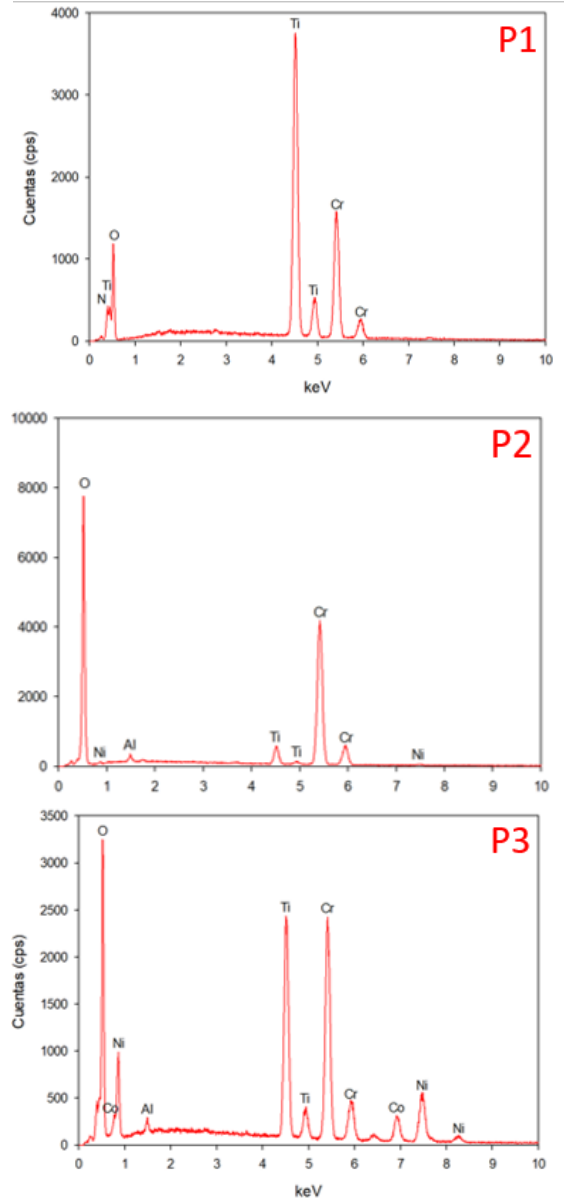 P1
4000
3000
2000
1000
0
Cuentas (cps)
Ti
Cr
O
Ti
N
Ti
Cr
0 1 2 3 4 5 6 7 8 9 10
keV
P2
10000
8000
6000
4000
2000
0
Cuentas (cps)
O
Cr
Ni
Al
Ti
Ti
Cr
Ni
0 1 2 3 4 5 6 7 8 9 10
P3
3500
3000
2500
2000
1500
1000
500
0
Cuentas (cps)
O
Ti
Cr
Ni
Co
Al
Ti
Cr
Co
Ni
Ni
0 1 2 3 4 5 6 7 8 9 10
keV